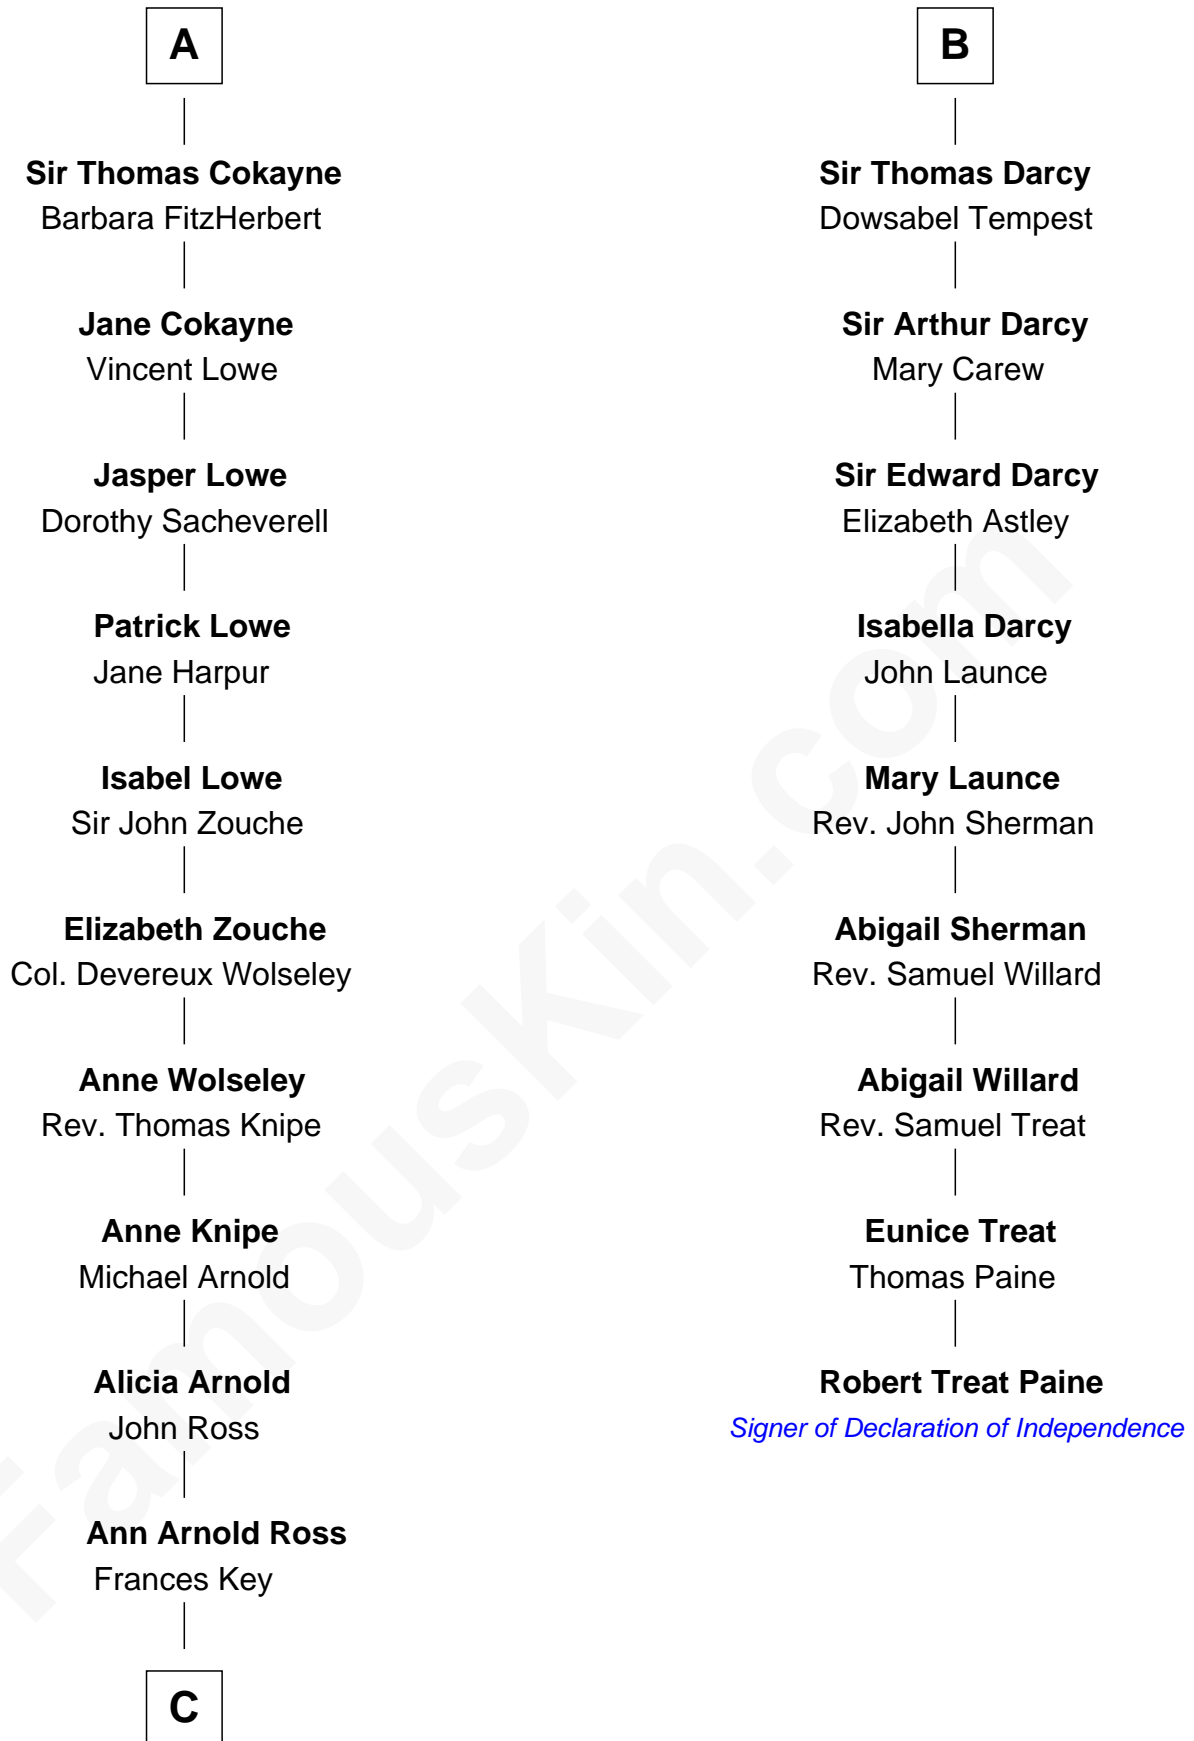 A
Sir Thomas Cokayne
Barbara FitzHerbert
Jane Cokayne
Vincent Lowe
Jasper Lowe
Dorothy Sacheverell
Patrick Lowe
Jane Harpur
Isabel Lowe
Sir John Zouche
Elizabeth Zouche
Col. Devereux Wolseley
Anne Wolseley
Rev. Thomas Knipe
Anne Knipe
Michael Arnold
Alicia Arnold
John Ross
Ann Arnold Ross
Frances Key
C
B
Sir Thomas Darcy
Dowsabel Tempest
Sir Arthur Darcy
Mary Carew
Sir Edward Darcy
Elizabeth Astley
Isabella Darcy
John Launce
Mary Launce
Rev. John Sherman
Abigail Sherman
Rev. Samuel Willard
Abigail Willard
Rev. Samuel Treat
Eunice Treat
Thomas Paine
Robert Treat Paine
Signer of Declaration of Independence
FamousKin.com